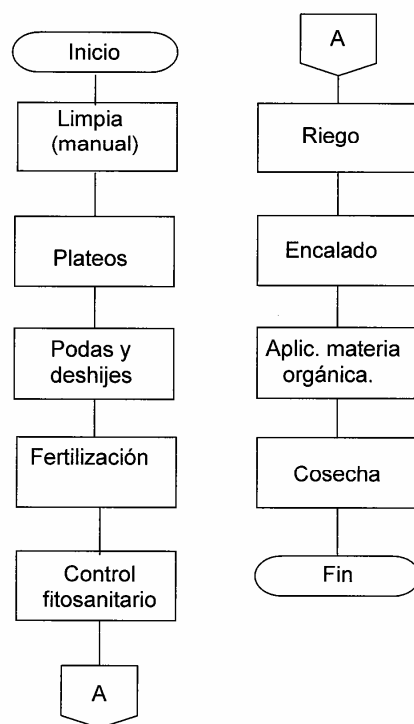 Inicio
Limpia
(manual)
Plateos
Podas y
deshijes
Fertilización
Control
fitosanitario
A
A
Riego
Encalado
Aplic. materia
orgánica.
Cosecha
Fin